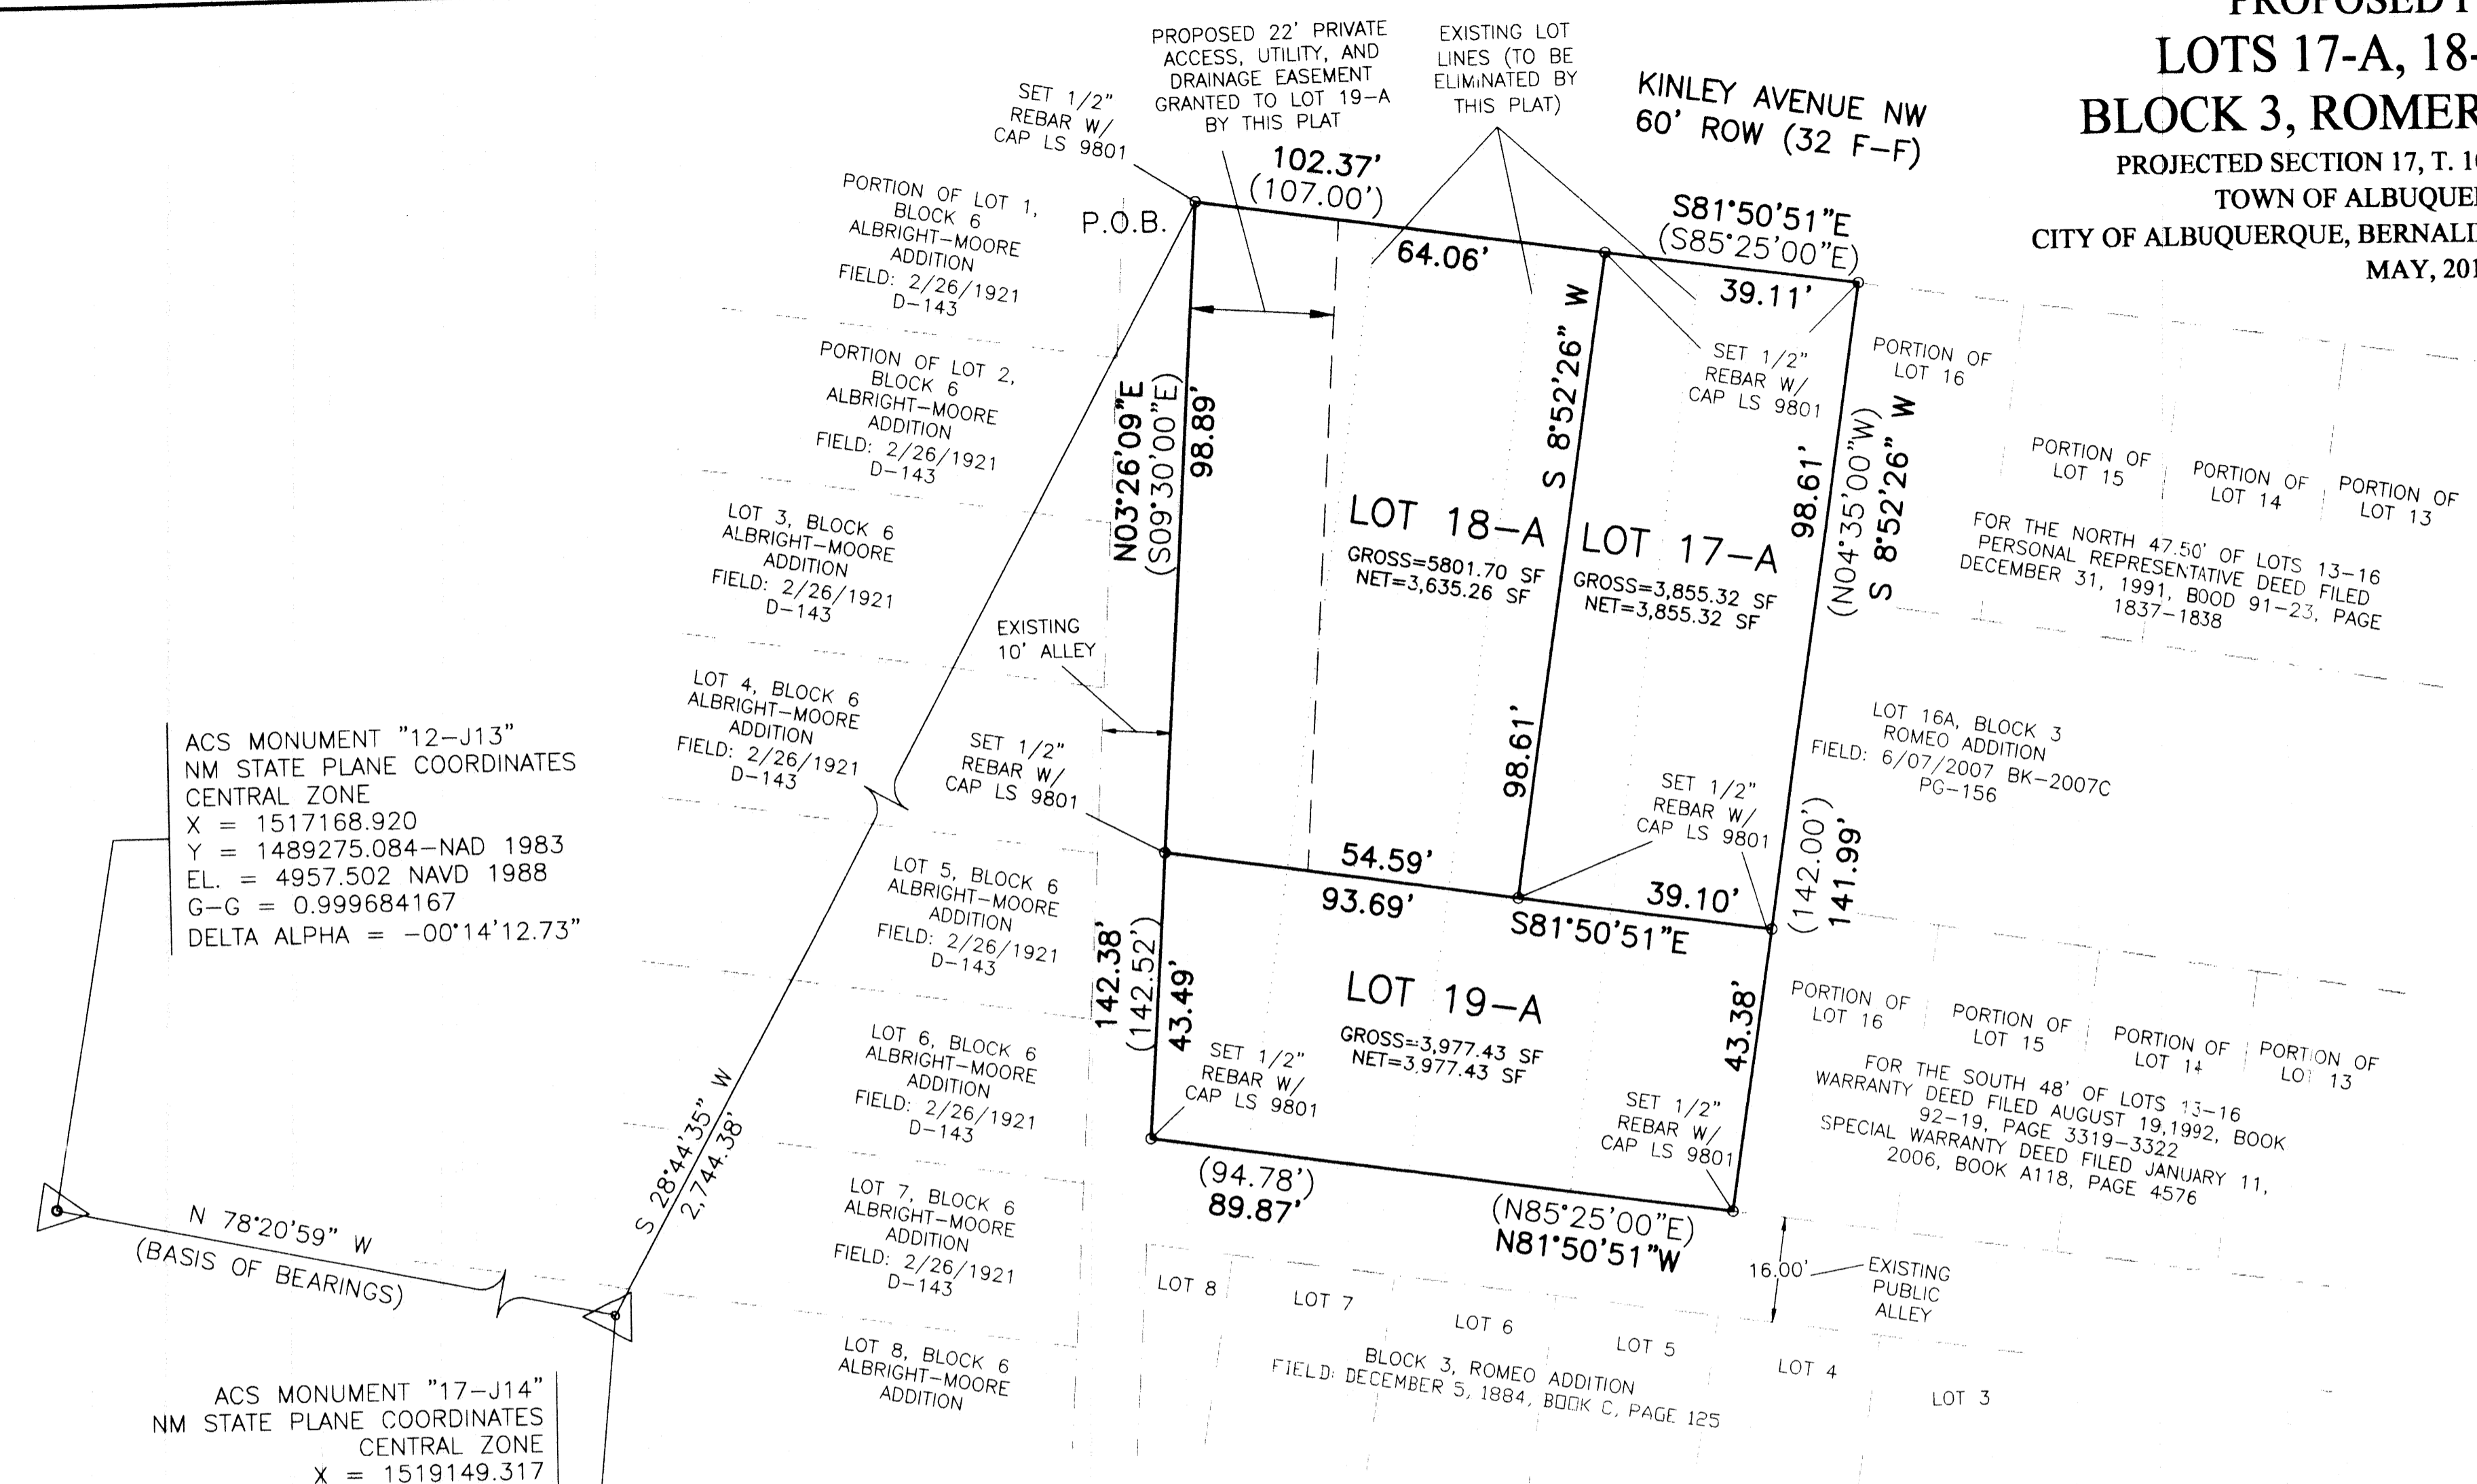 PROPOSED
LOTS 17-A, 18-
BLOCK 3, ROMER
PROJECTED SECTION 17, T.
TOWN OF ALBUQUE
CITY OF ALBUQUERQUE, BERNALI
MAY, 201
PROPOSED 22' PRIVATE
ACCESS, UTILITY, AND
DRAINAGE EASEMENT
GRANTED TO LOT 19-A
BY THIS PLAT
EXISTING LOT
LINES (TO BE
ELIMINATED BY
THIS PLAT)
KINLEY AVENUE NW
60' ROW (32 F-F)
SET 1/2"
REBAR W/
CAP LS 9801
102.37'
(107.00')
P.O.B.
64.06'
S81°50'51"E
(S85°25'00"E)
39.11'
PORTION OF LOT 1,
BLOCK 6
ALBRIGHT-MOORE
ADDITION
FIELD: 2/26/1921
D-143
PORTION OF LOT 2,
BLOCK 6
ALBRIGHT-MOORE
ADDITION
FIELD: 2/26/1921
D-143
LOT 3, BLOCK 6
ALBRIGHT-MOORE
ADDITION
FIELD: 2/26/1921
D-143
LOT 4, BLOCK 6
ALBRIGHT-MOORE
ADDITION
FIELD: 2/26/1921
D-143
N03°26'09"E
(S09°30'00"E)
98.89'
S 8°52'26" W
98.61'
SET 1/2"
REBAR W/
CAP LS 9801
PORTION OF
LOT 16
98.61'
(N04°35'00"W)
S 8°52'26" W
PORTION OF
LOT 15
PORTION OF
LOT 14
PORTION OF
LOT 13
FOR THE NORTH 47.50' OF LOTS 13-16
PERSONAL REPRESENTATIVE DEED FILED
DECEMBER 31, 1991, BOOD 91-23, PAGE
1837-1838
LOT 18-A
GROSS=5801.70 SF
NET=3,635.26 SF
LOT 17-A
GROSS=3,855.32 SF
NET=3,855.32 SF
EXISTING
10' ALLEY
SET 1/2"
REBAR W/
CAP LS 9801
SET 1/2"
REBAR W/
CAP LS 9801
LOT 16A, BLOCK 3
ROMEO ADDITION
FIELD: 6/07/2007 BK-2007C
PG-156
(142.00')
141.99'
ACS MONUMENT "12-J13"
NM STATE PLANE COORDINATES
CENTRAL ZONE
X = 1517168.920
Y = 1489275.084-NAD 1983
EL. = 4957.502 NAVD 1988
G-G = 0.999684167
DELTA ALPHA = -00°14'12.73"
54.59'
93.69'
39.10'
S81°50'51"E
LOT 5, BLOCK 6
ALBRIGHT-MOORE
ADDITION
FIELD: 2/26/1921
D-143
142.38'
(142.52')
43.49'
LOT 19-A
GROSS=3,977.43 SF
NET=3,977.43 SF
43.38'
SET 1/2"
REBAR W/
CAP LS 9801
SET 1/2"
REBAR W/
CAP LS 9801
PORTION OF
LOT 16
PORTION OF
LOT 15
PORTION OF
LOT 14
PORTION OF
LOT 13
FOR THE SOUTH 48' OF LOTS 13-16
WARRANTY DEED FILED AUGUST 19,1992, BOOK
92-19, PAGE 3319-3322
SPECIAL WARRANTY DEED FILED JANUARY 11,
2006, BOOK A118, PAGE 4576
LOT 6, BLOCK 6
ALBRIGHT-MOORE
ADDITION
FIELD: 2/26/1921
D-143
LOT 7, BLOCK 6
ALBRIGHT-MOORE
ADDITION
FIELD: 2/26/1921
D-143
LOT 8, BLOCK 6
ALBRIGHT-MOORE
ADDITION
S 28°44'35" W
2,744.38'
N 78°20'59" W
(BASIS OF BEARINGS)
(94.78')
89.87'
(N85°25'00"E)
N81°50'51"W
16.00'
EXISTING
PUBLIC
ALLEY
LOT 8
LOT 7
LOT 6
LOT 5
LOT 4
LOT 3
BLOCK 3, ROMEO ADDITION
FIELD: DECEMBER 5, 1884, BOOK C, PAGE 125
ACS MONUMENT "17-J14"
NM STATE PLANE COORDINATES
CENTRAL ZONE
X = 1519149.317